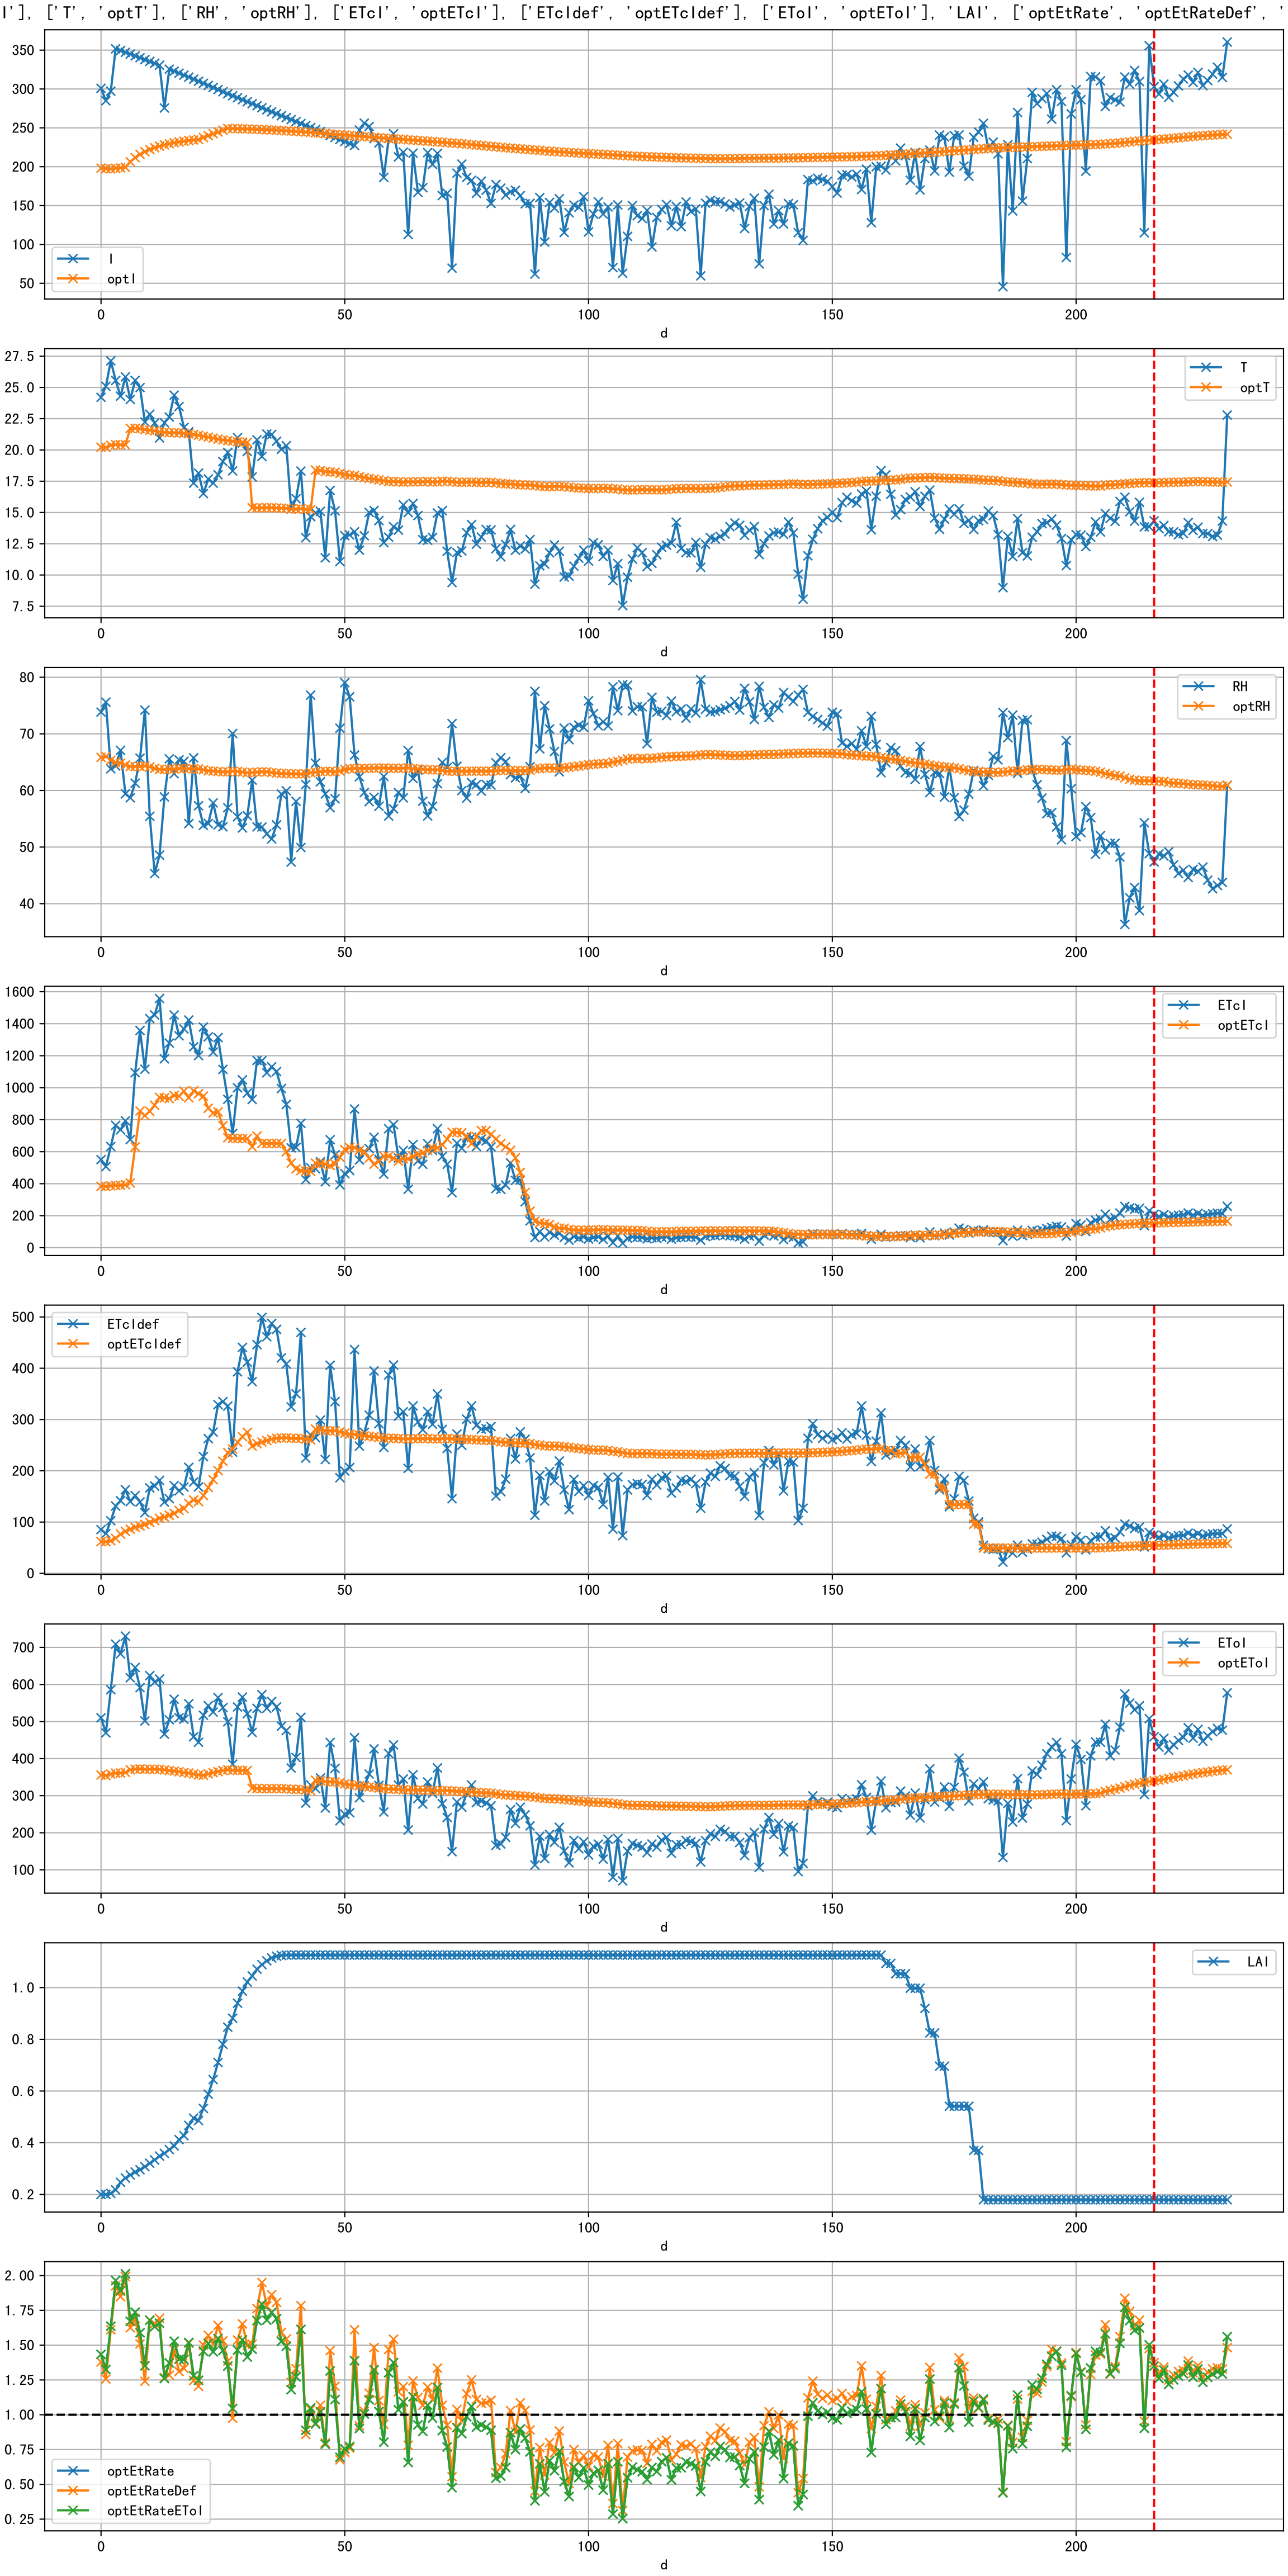 I'], ['T', 'optT'], ['RH', 'optRH'], ['ETcI', 'optETcI'], ['ETcIdef', 'optETcIdef'], ['EToI', 'optEToI'], 'LAI', ['optEtRate', 'optEtRateDef', '
350
300
250
200
150
100
50
I
optI
0 50 100 150 200
d
27.5
25.0
22.5
20.0
17.5
15.0
12.5
10.0
7.5
T
optT
0 50 100 150 200
d
80
70
60
50
40
RH
optRH
0 50 100 150 200
d
1600
1400
1200
1000
800
600
400
200
0
ETcI
optETcI
0 50 100 150 200
d
500
400
300
200
100
0
ETcIdef
optETcIdef
0 50 100 150 200
d
700
600
500
400
300
200
100
EToI
optEToI
0 50 100 150 200
d
1.0
0.8
0.6
0.4
0.2
LAI
0 50 100 150 200
d
2.00
1.75
1.50
1.25
1.00
0.75
0.50
0.25
optEtRate
optEtRateDef
optEtRateEToI
0 50 100 150 200
d